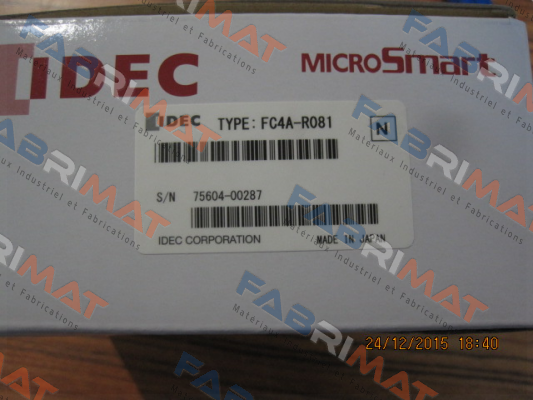 IDEC MICROSmart
IDEC TYPE: FC4A-R081 N
S/N 75604-00287
IDEC CORPORATION MADE IN JAPAN
24/12/2015 18:40
FABRIMAT
Materiaux Industriel et Fabrications